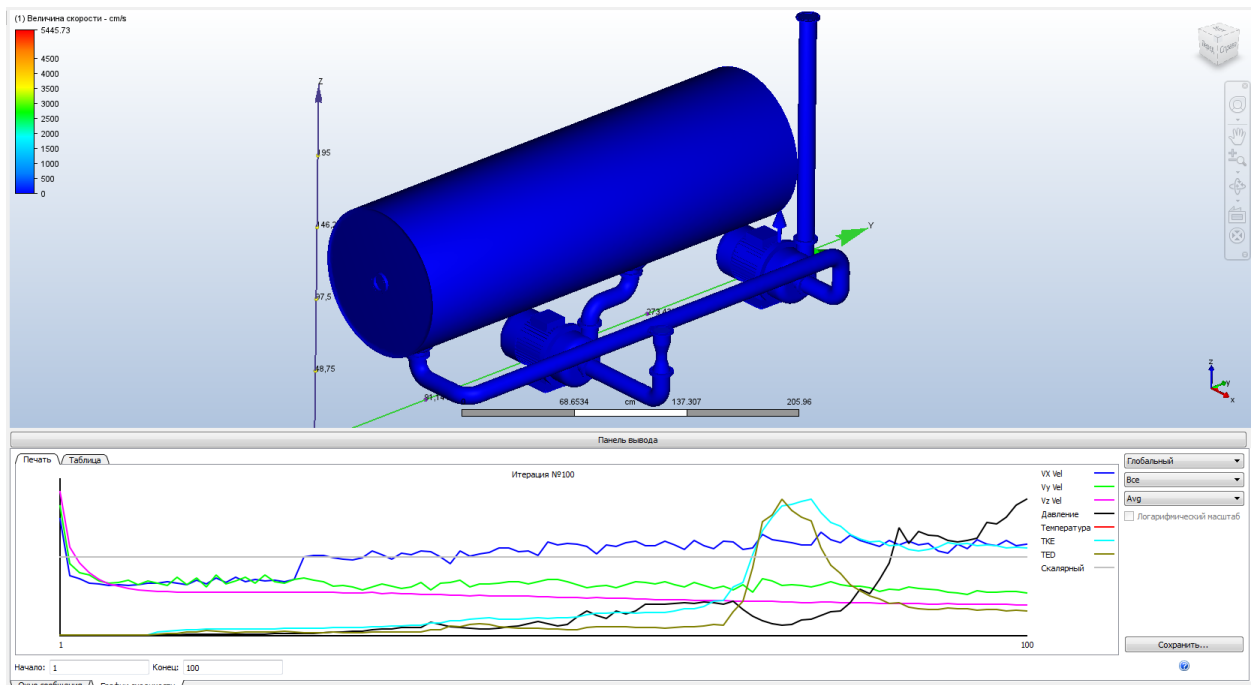 (1) Величина скорости - cm/s
5445.73
4500
4000
3500
3000
2500
2000
1500
1000
500
0
Z
195
97,5
48,75
Y
68.6534 cm 137.307 205.96
z
y
x
Панель вывода
Печать Таблица
Итерация №100
VX Vel
Vy Vel
Vz Vel
Давление
Температура
TKE
TED
Скалярный
1 100
Глобальный
Все
Avg
Логарифмический масштаб
Сохранить...
Начало: 1 Конец: 100